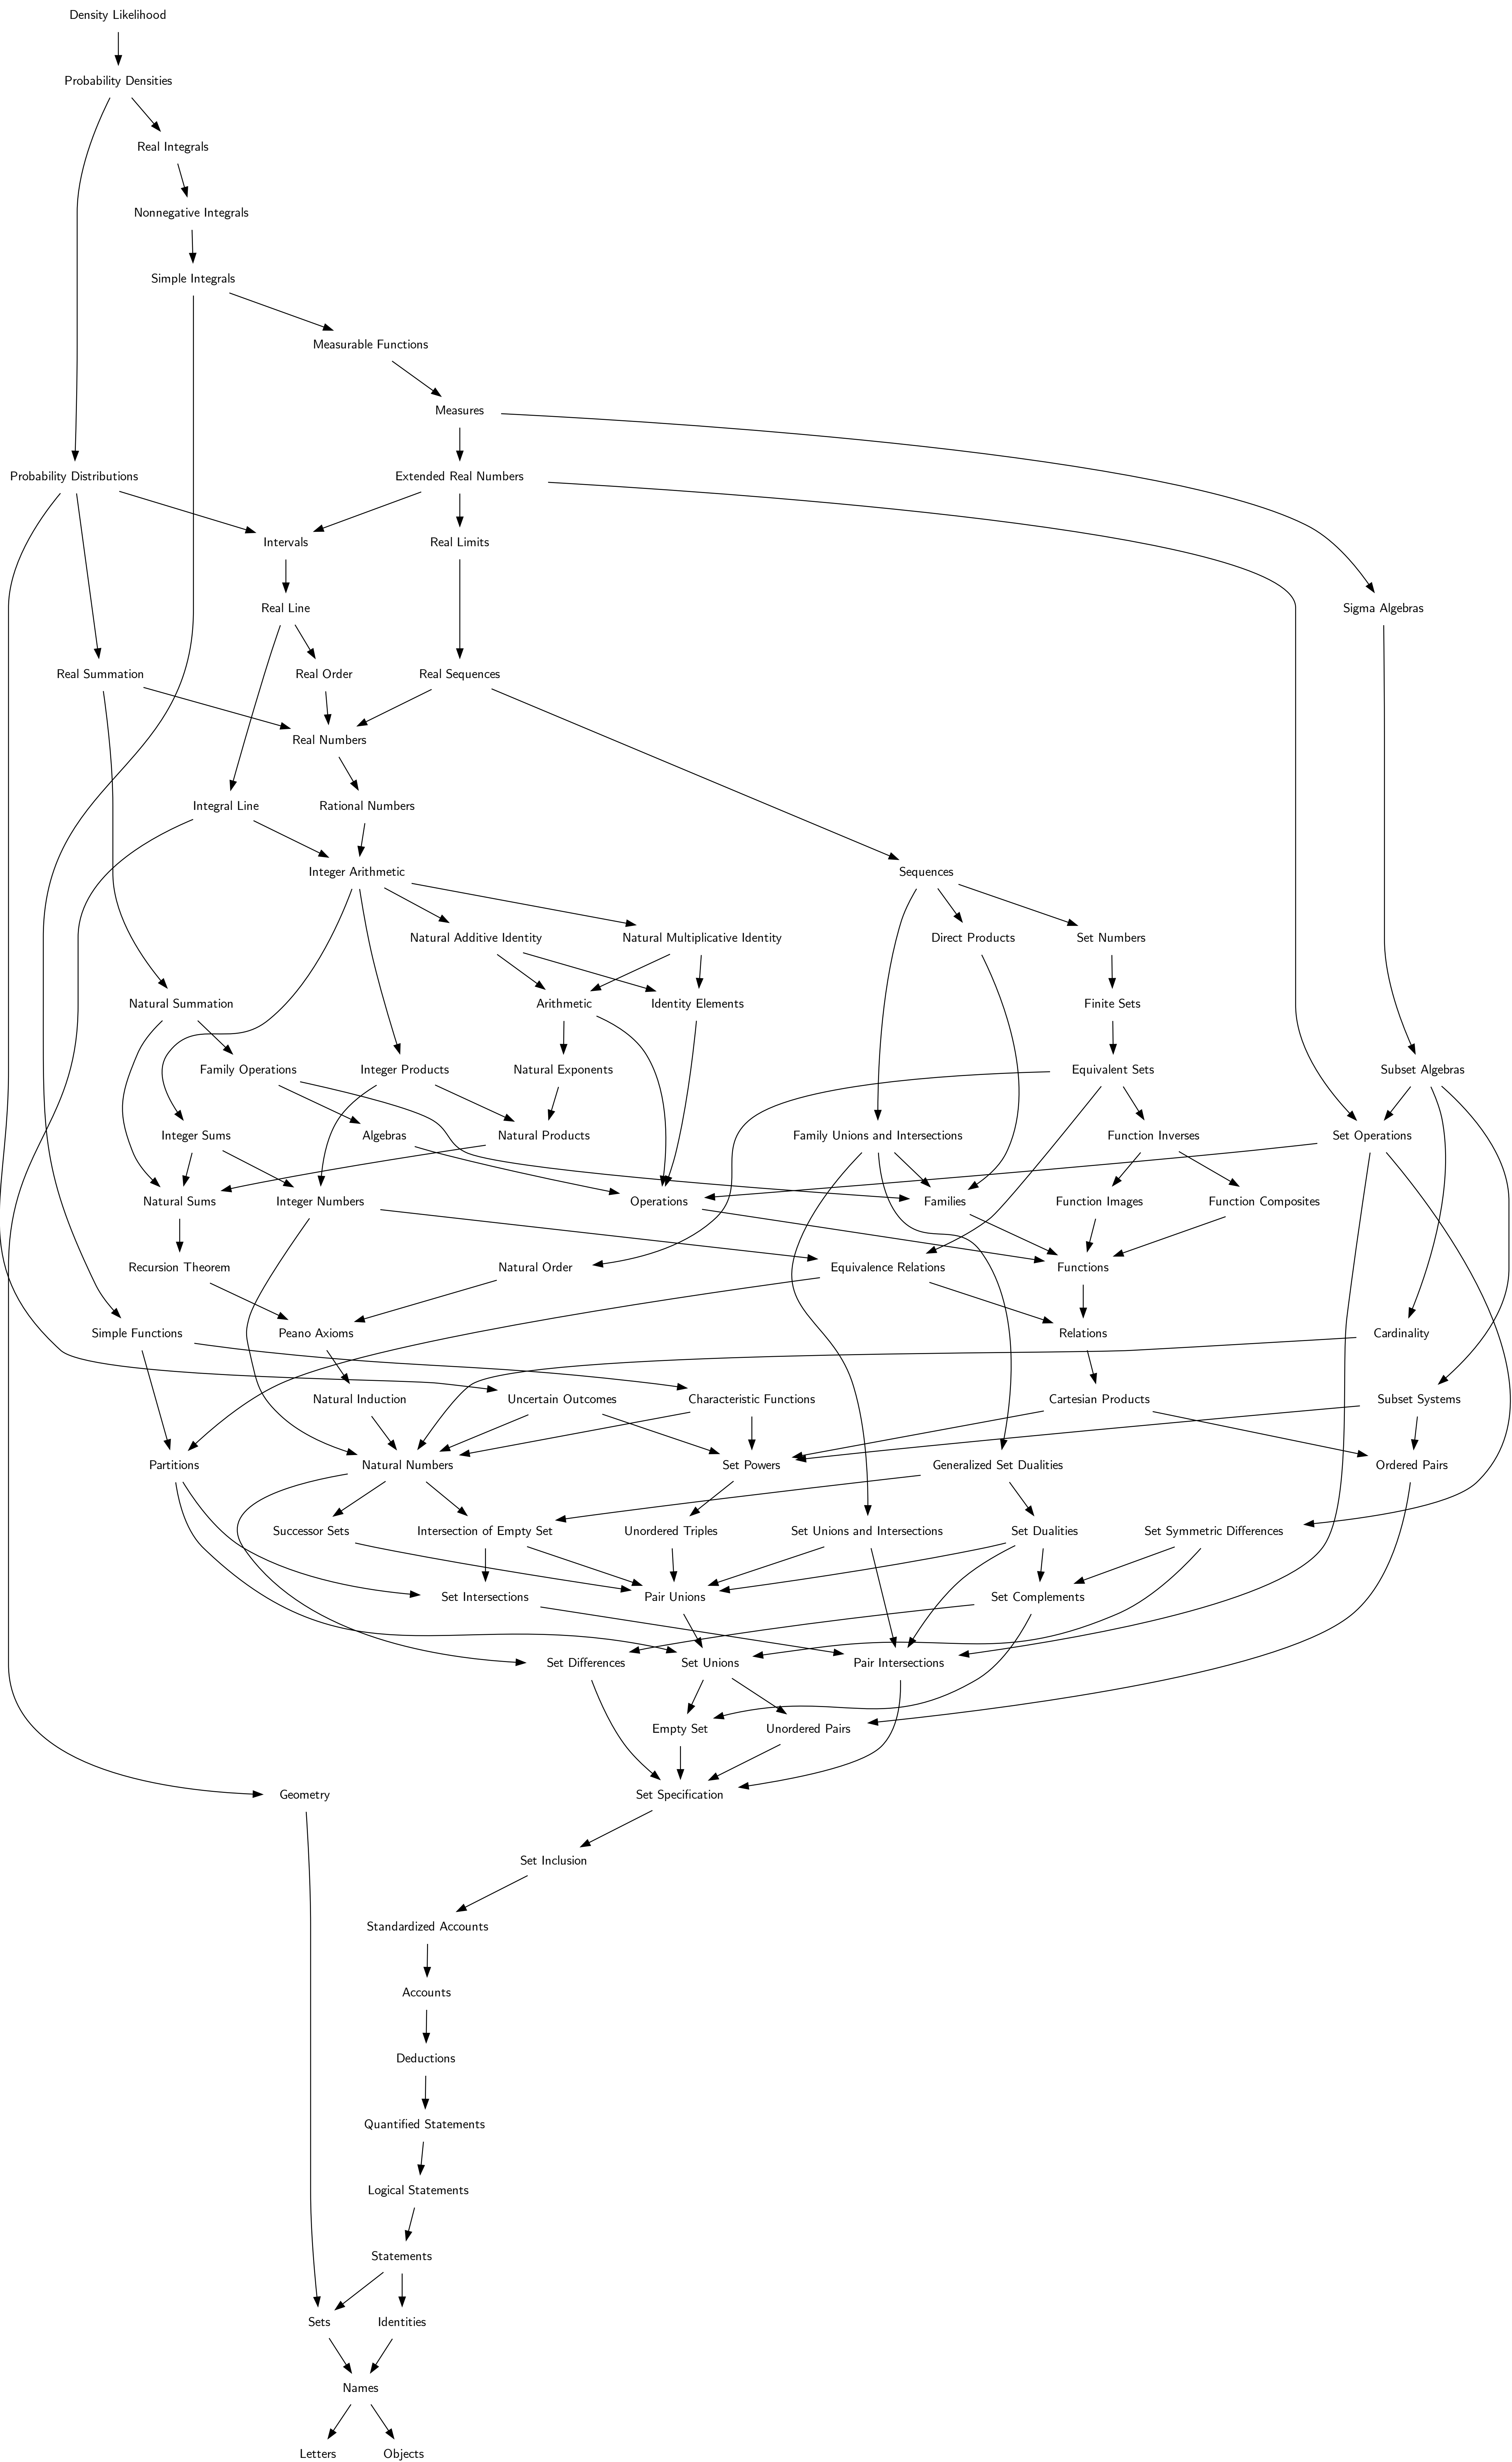 Density Likelihood
Probability Densities
Real Integrals
Nonnegative Integrals
Simple Integrals
Measurable Functions
Measures
Probability Distributions
Extended Real Numbers
Intervals
Real Limits
Real Line
Sigma Algebras
Real Summation
Real Order
Real Sequences
Real Numbers
Integral Line
Rational Numbers
Integer Arithmetic
Sequences
Natural Additive Identity
Natural Multiplicative Identity
Direct Products
Set Numbers
Natural Summation
Arithmetic
Identity Elements
Finite Sets
Family Operations
Integer Products
Natural Exponents
Equivalent Sets
Subset Algebras
Integer Sums
Algebras
Natural Products
Family Unions and Intersections
Function Inverses
Set Operations
Natural Sums
Integer Numbers
Operations
Families
Function Images
Function Composites
Recursion Theorem
Natural Order
Equivalence Relations
Functions
Simple Functions
Peano Axioms
Relations
Cardinality
Natural Induction
Uncertain Outcomes
Characteristic Functions
Cartesian Products
Subset Systems
Partitions
Natural Numbers
Set Powers
Generalized Set Dualities
Ordered Pairs
Successor Sets
Intersection of Empty Set
Unordered Triples
Set Unions and Intersections
Set Dualities
Set Symmetric Differences
Set Intersections
Pair Unions
Set Complements
Set Differences
Set Unions
Pair Intersections
Empty Set
Unordered Pairs
Geometry
Set Specification
Set Inclusion
Standardized Accounts
Accounts
Deductions
Quantified Statements
Logical Statements
Statements
Sets
Identities
Names
Letters
Objects